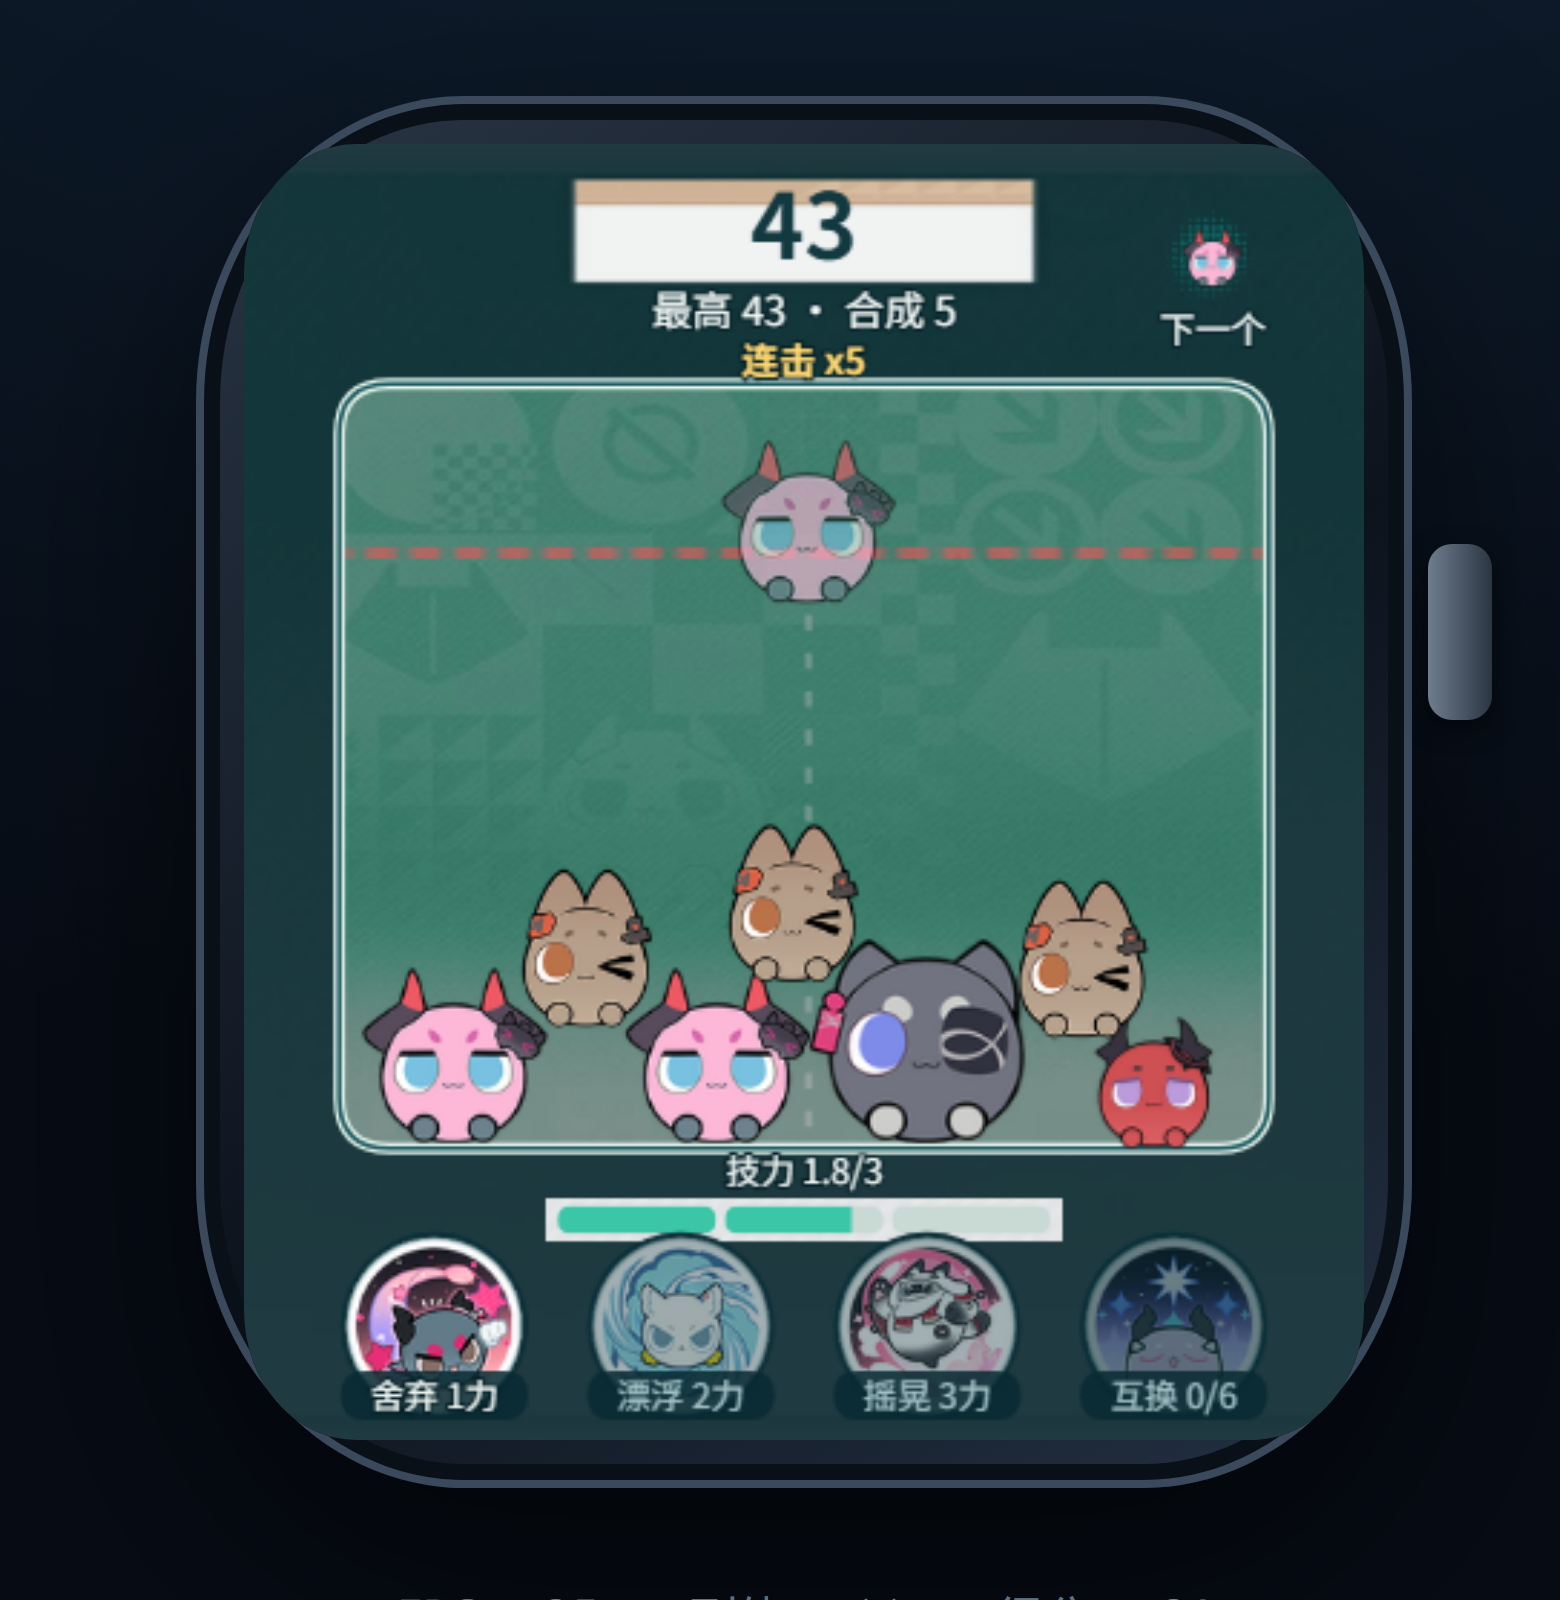 43
最高 43 · 合成 5
下一个
连击 x5
技力 1.8/3
舍弃 1力
漂浮 2力
摇晃 3力
互换 0/6